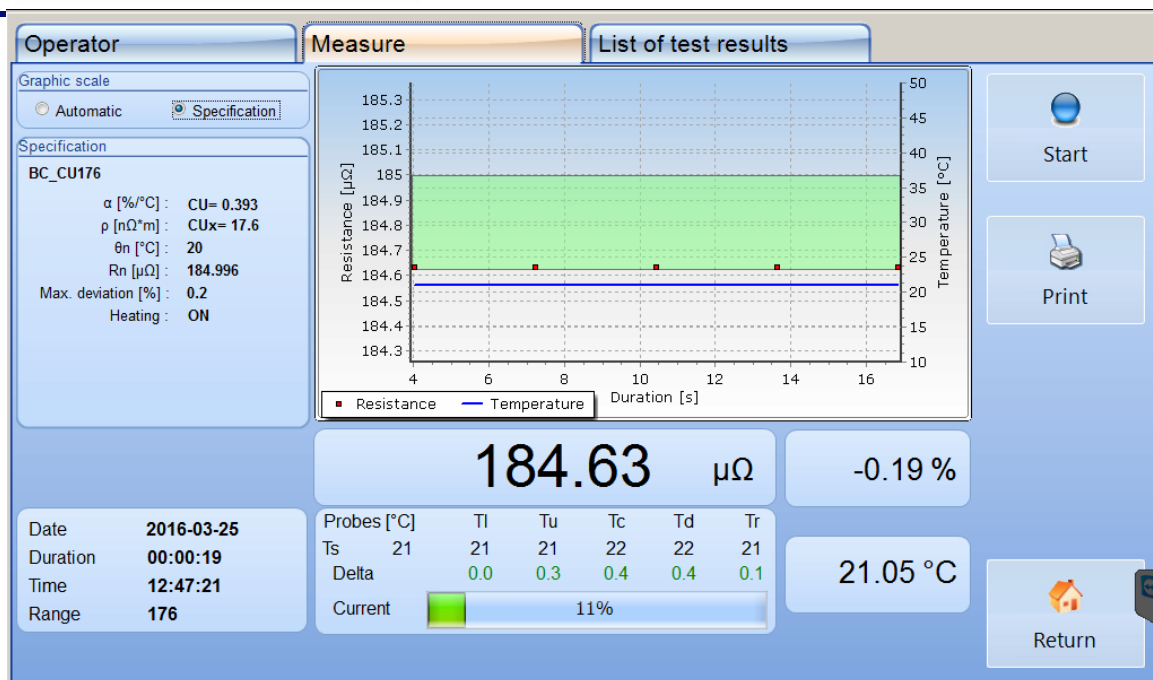 Operator
Measure
List of test results
Graphic scale
Automatic
Specification
Specification
BC_CU176
α [%/°C] : CU= 0.393
ρ [nΩ*m] : CUx= 17.6
θn [°C] : 20
Rn [µΩ] : 184.996
Max. deviation [%] : 0.2
Heating : ON
Resistance [µΩ]
185.3
185.2
185.1
185
184.9
184.8
184.7
184.6
184.5
184.4
184.3
50
45
40
35
30
25
20
15
10
Temperature [°C]
4 6 8 10 12 14 16
Duration [s]
Resistance Temperature
Start
Print
184.63 µΩ
-0.19 %
Date 2016-03-25
Duration 00:00:19
Time 12:47:21
Range 176
Probes [°C] Tl Tu Tc Td Tr
Ts 21 21 21 22 22 21
Delta 0.0 0.3 0.4 0.4 0.1
Current 11%
21.05 °C
Return